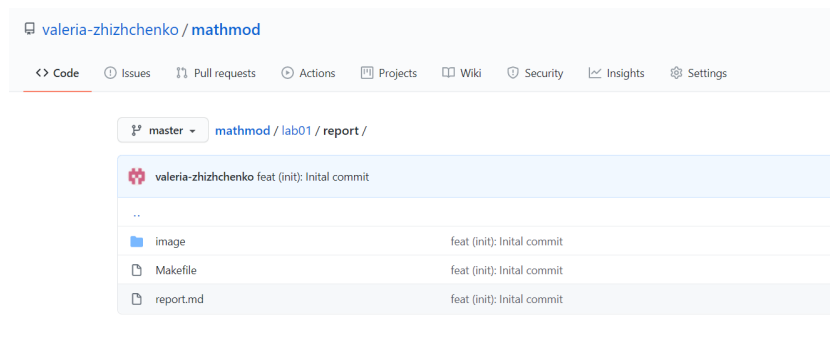 valeria-zhizhchenko / mathmod
Code Issues Pull requests Actions Projects Wiki Security Insights Settings
master mathmod / lab01 / report /
valeria-zhizhchenko feat (init): Inital commit
..
image feat (init): Inital commit
Makefile feat (init): Inital commit
report.md feat (init): Inital commit